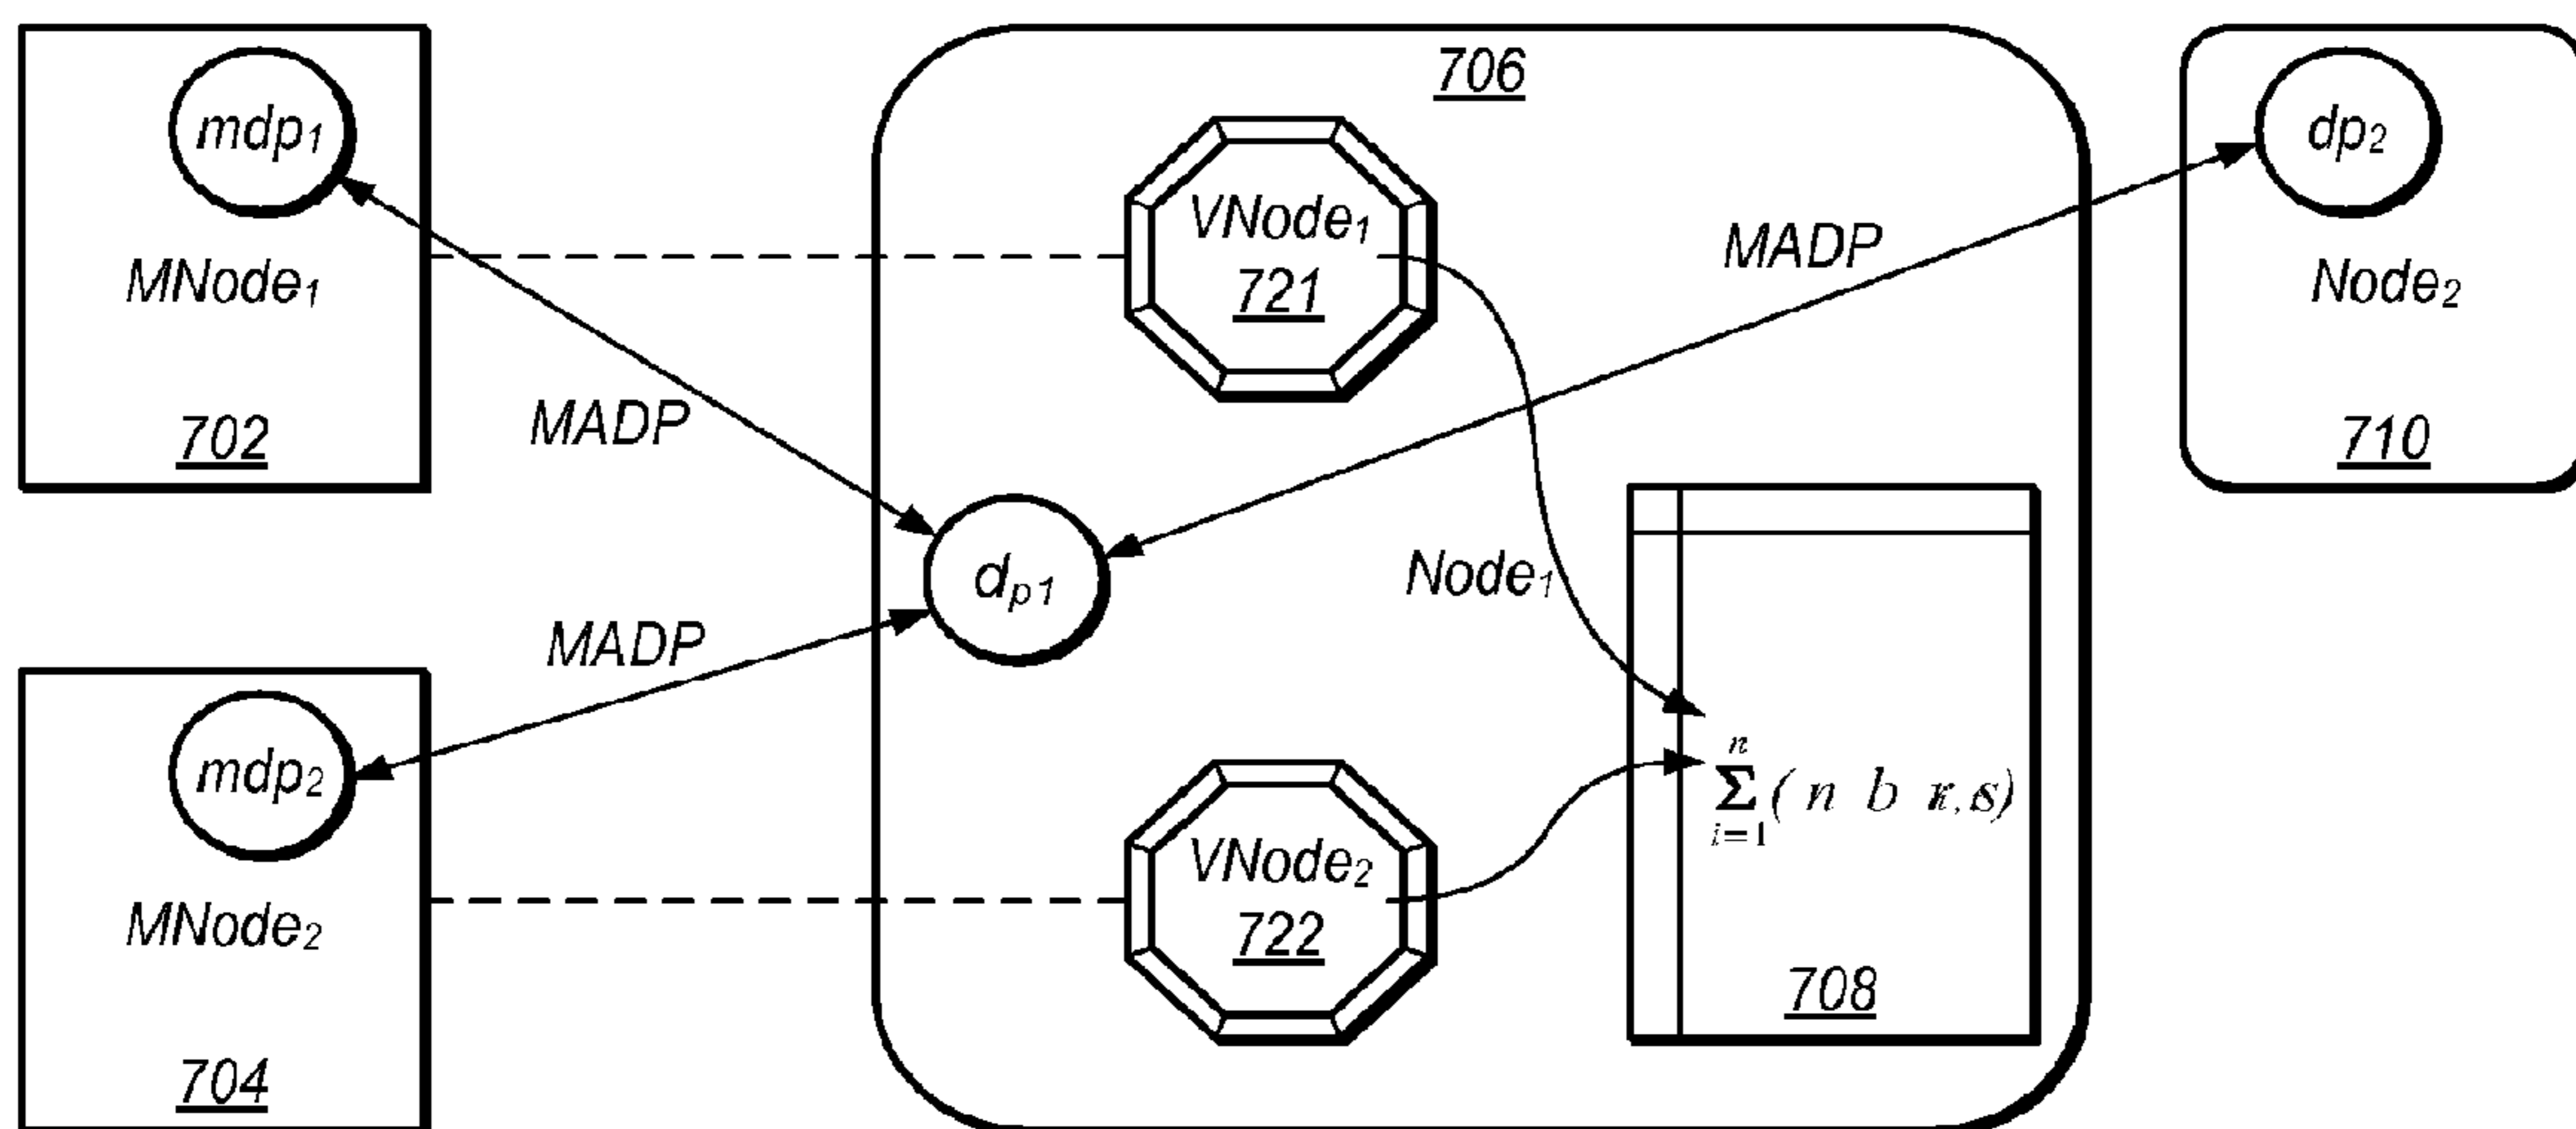 mdp1
MNode1
702
MADP
mdp2
MNode2
704
MADP
706
VNode1
721
dp1
Node1
VNode2
722
n
Σ( n b r,s)
i=1
708
MADP
dp2
Node2
710